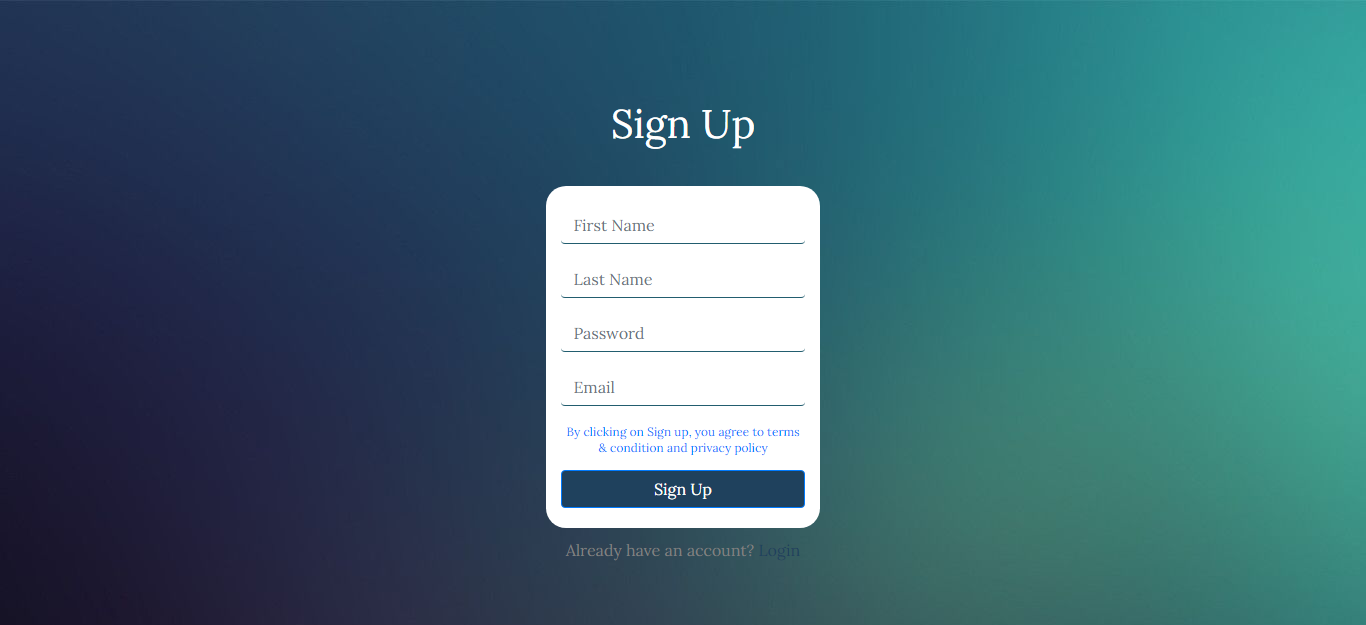 Sign Up
First Name
Last Name
Password
Email
By clicking on Sign up, you agree to terms
& condition and privacy policy
Sign Up
Already have an account? Login